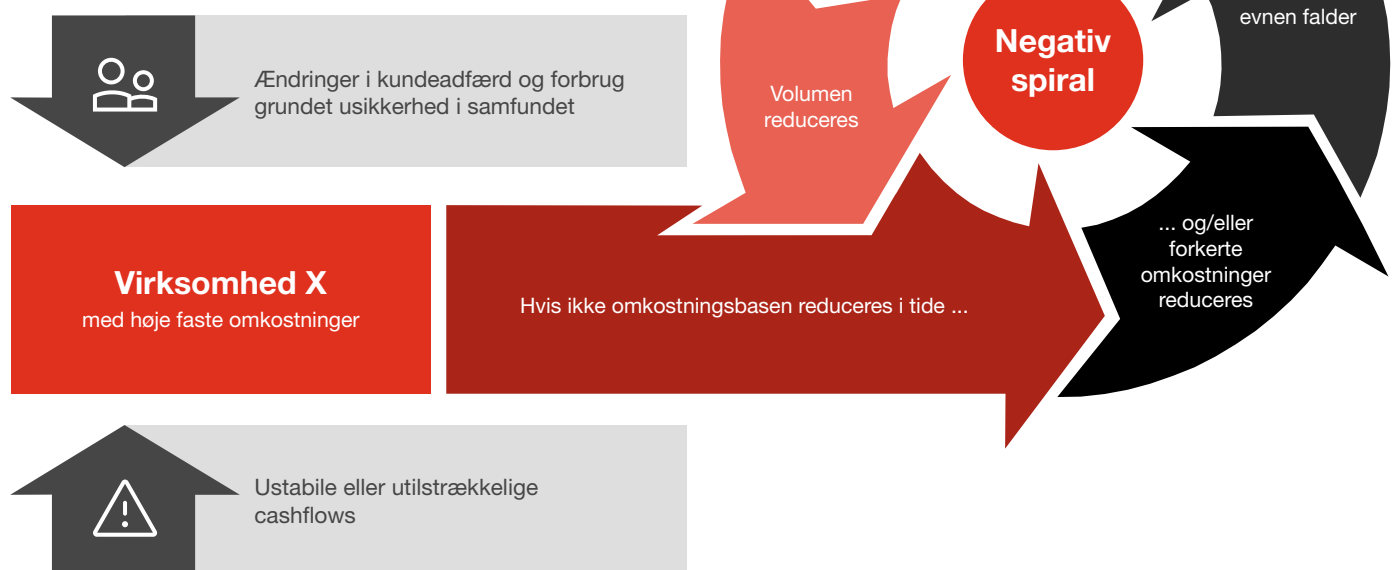 evnen falder
Negativ
spiral
Ændringer i kundeadfærd og forbrug
grundet usikkerhed i samfundet
Volumen
reduceres
Virksomhed X
med høje faste omkostninger
Hvis ikke omkostningsbasen reduceres i tide ...
... og/eller
forkerte
omkostninger
reduceres
Ustabile eller utilstrækkelige
cashflows